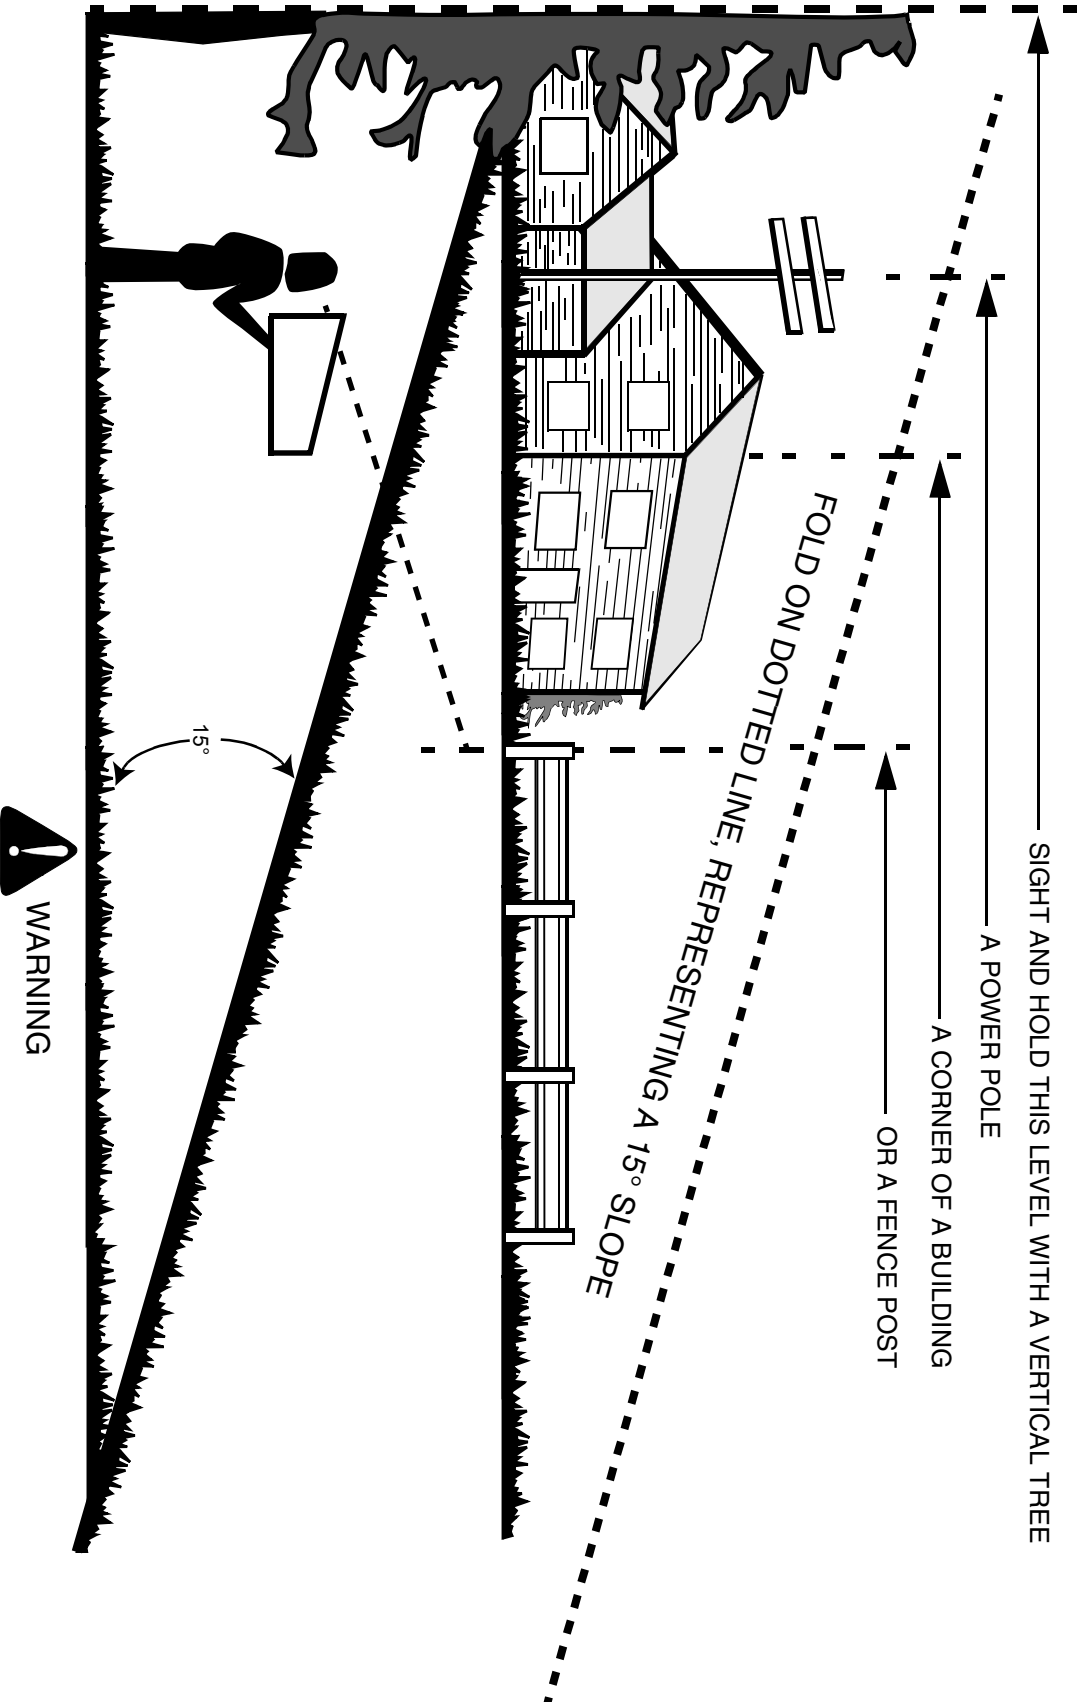 SIGHT AND HOLD THIS LEVEL WITH A VERTICAL TREE
A POWER POLE
A CORNER OF A BUILDING
OR A FENCE POST
FOLD ON DOTTED LINE, REPRESENTING A 15° SLOPE
15°
WARNING